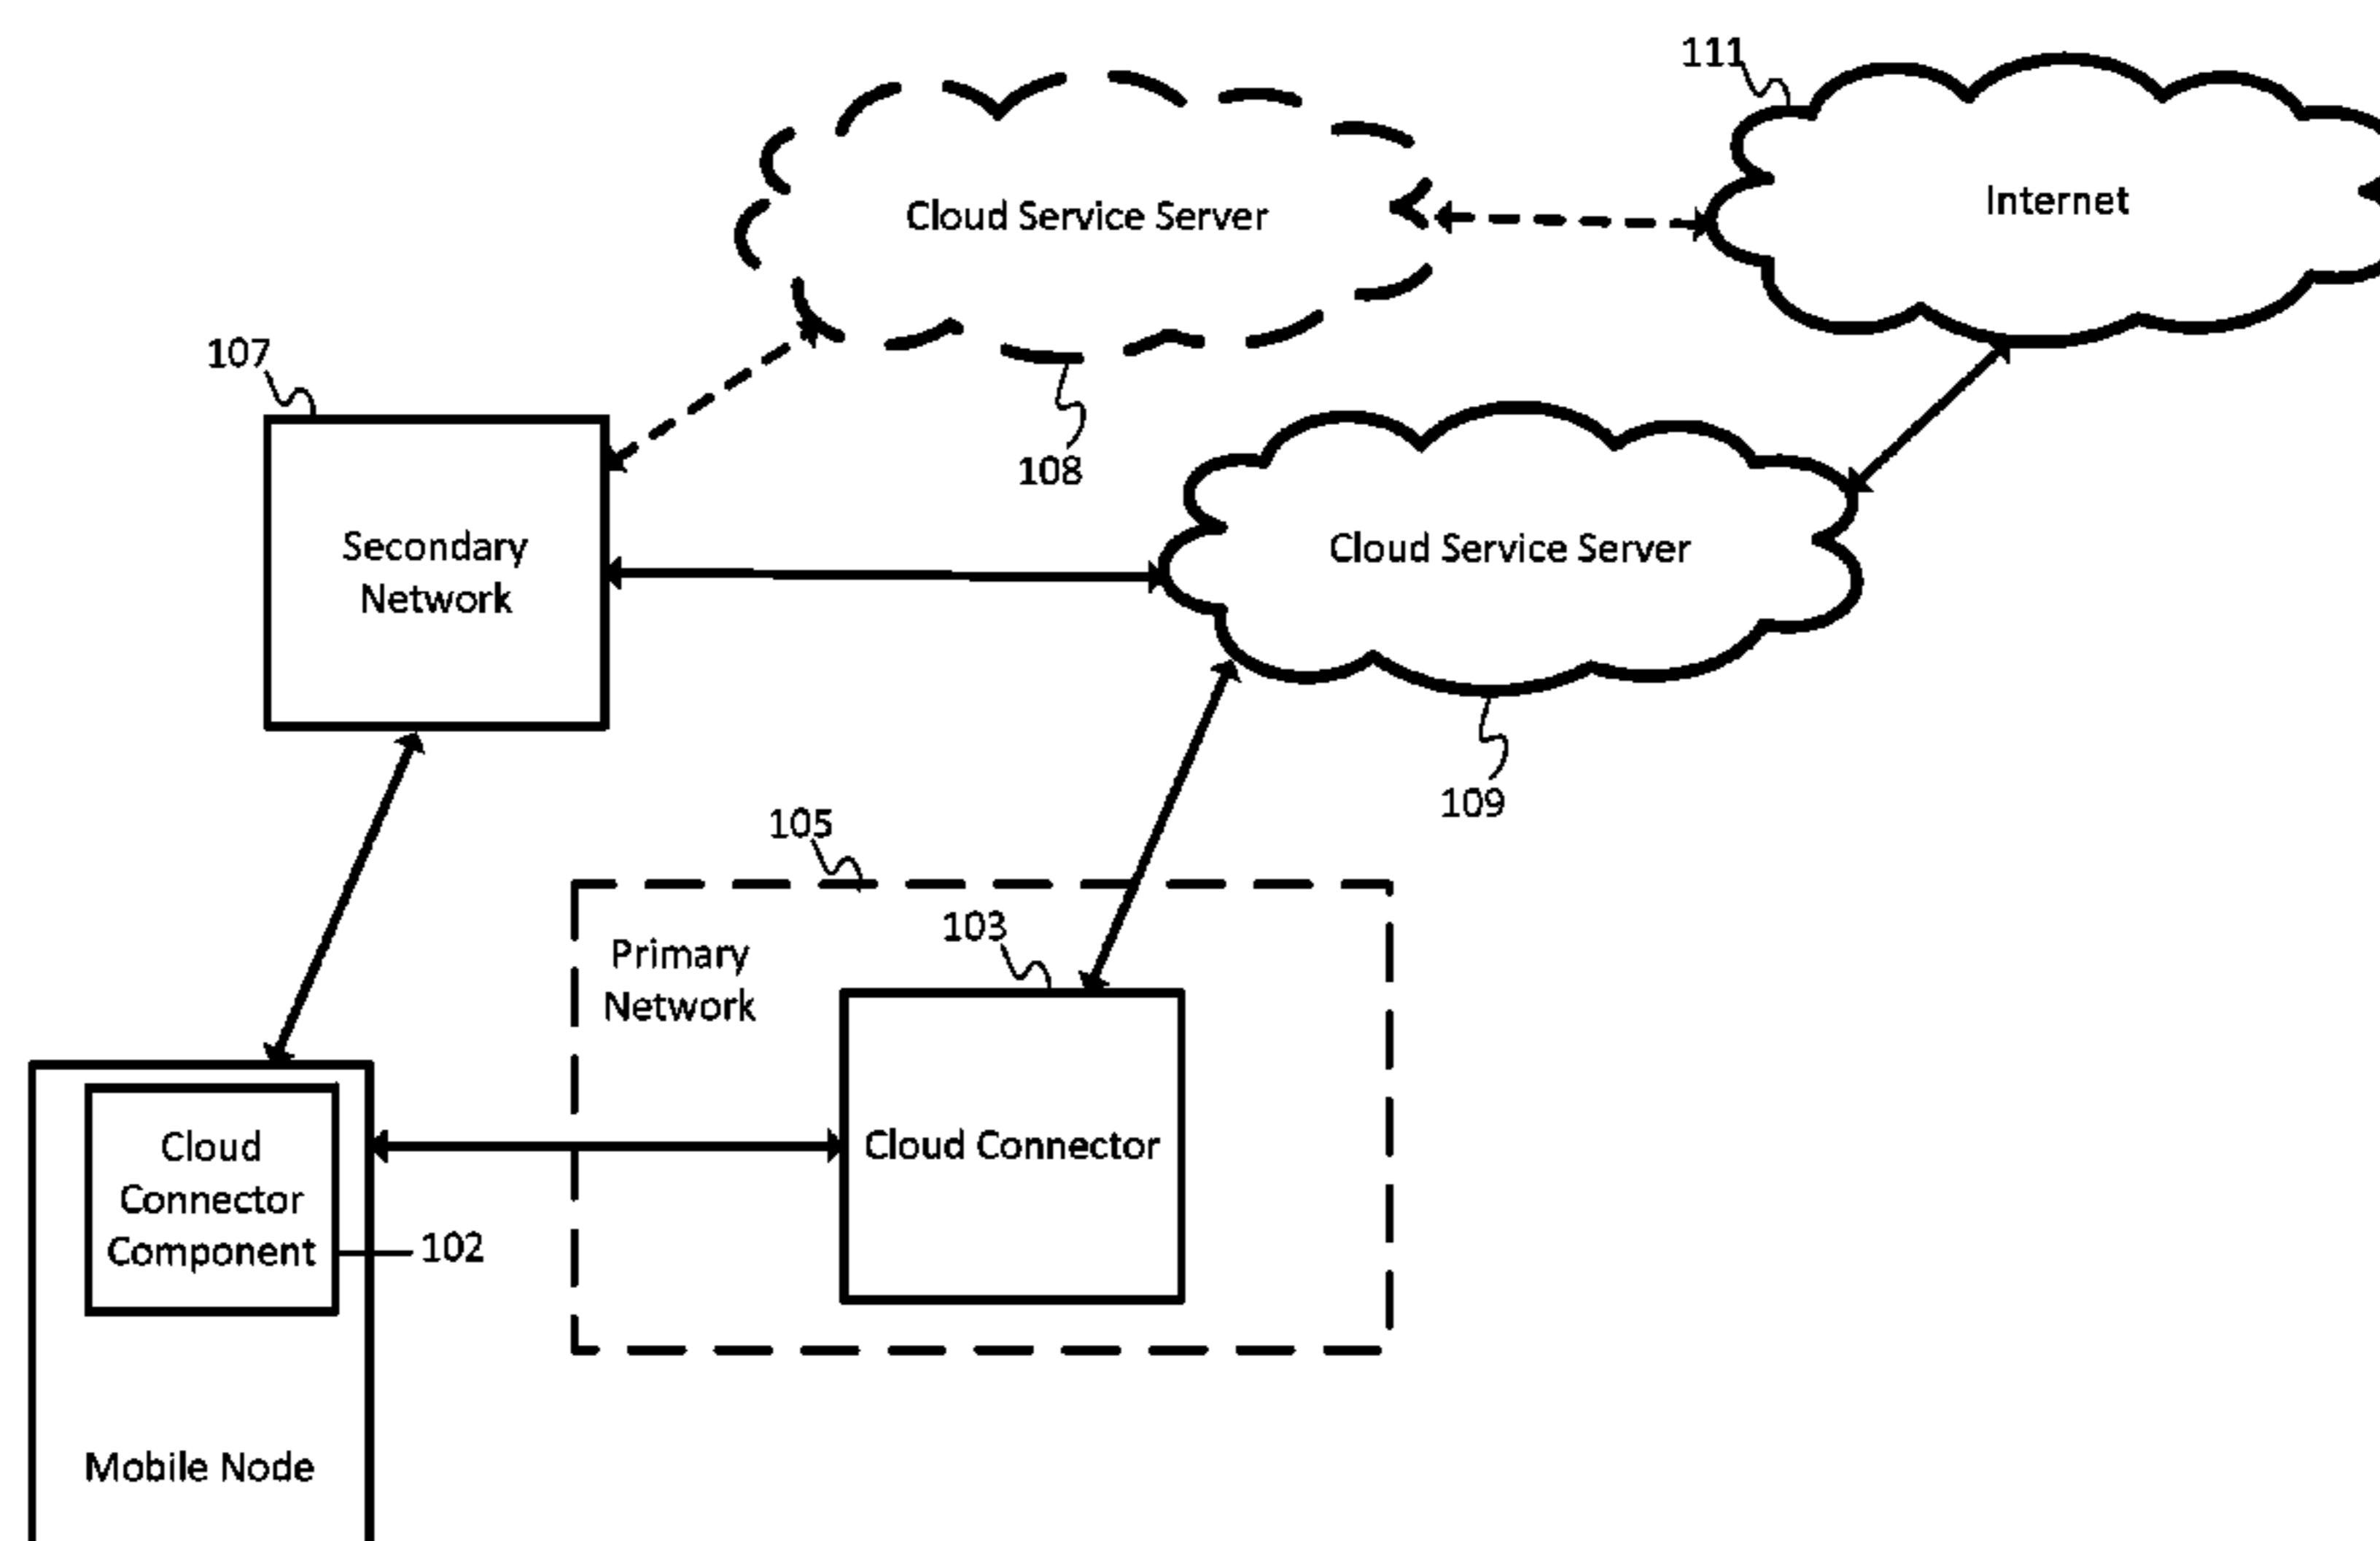 111
Cloud Service Server
Internet
107
108
Secondary
Network
Cloud Service Server
109
105
103
Primary
Network
Cloud
Connector
Component
102
Cloud Connector
Mobile Node